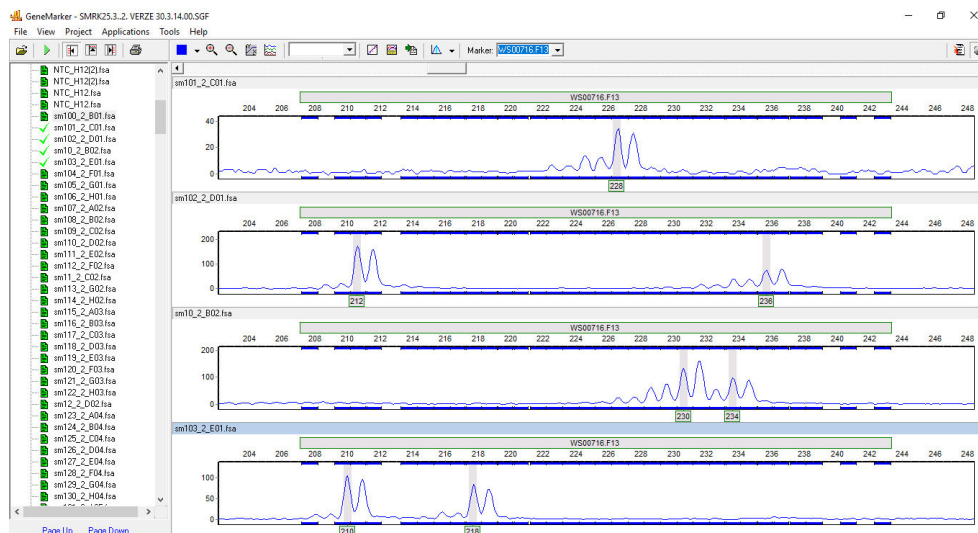 GeneMarker - SMRK25.3..2. VERZE 30.3.14.00.SGF
File View Project Applications Tools Help
Marker: WS00716.F13
NTC_H12(2).fsa
NTC_H12(2).fsa
NTC_H12.fsa
NTC_H12.fsa
sm100_2_B01.fsa
sm101_2_C01.fsa
sm102_2_D01.fsa
sm10_2_B02.fsa
sm103_2_E01.fsa
sm104_2_F01.fsa
sm105_2_G01.fsa
sm106_2_H01.fsa
sm107_2_A02.fsa
sm108_2_B02.fsa
sm109_2_C02.fsa
sm110_2_D02.fsa
sm111_2_E02.fsa
sm112_2_F02.fsa
sm11_2_C02.fsa
sm113_2_G02.fsa
sm114_2_H02.fsa
sm115_2_A03.fsa
sm116_2_B03.fsa
sm117_2_C03.fsa
sm118_2_D03.fsa
sm119_2_E03.fsa
sm120_2_F03.fsa
sm121_2_G03.fsa
sm122_2_H03.fsa
sm12_2_D02.fsa
sm123_2_A04.fsa
sm124_2_B04.fsa
sm125_2_C04.fsa
sm126_2_D04.fsa
sm127_2_E04.fsa
sm128_2_F04.fsa
sm129_2_G04.fsa
sm130_2_H04.fsa
Page Up Page Down
sm101_2_C01.fsa
WS00716.F13
204 206 208 210 212 214 216 218 220 222 224 226 228 230 232 234 236 238 240 242 244 246 248
40
20
0
228
sm102_2_D01.fsa
WS00716.F13
204 206 208 210 212 214 216 218 220 222 224 226 228 230 232 234 236 238 240 242 244 246 248
200
100
0
212 236
sm10_2_B02.fsa
WS00716.F13
204 206 208 210 212 214 216 218 220 222 224 226 228 230 232 234 236 238 240 242 244 246 248
200
100
0
230 234
sm103_2_E01.fsa
WS00716.F13
204 206 208 210 212 214 216 218 220 222 224 226 228 230 232 234 236 238 240 242 244 246 248
100
50
0
210 218